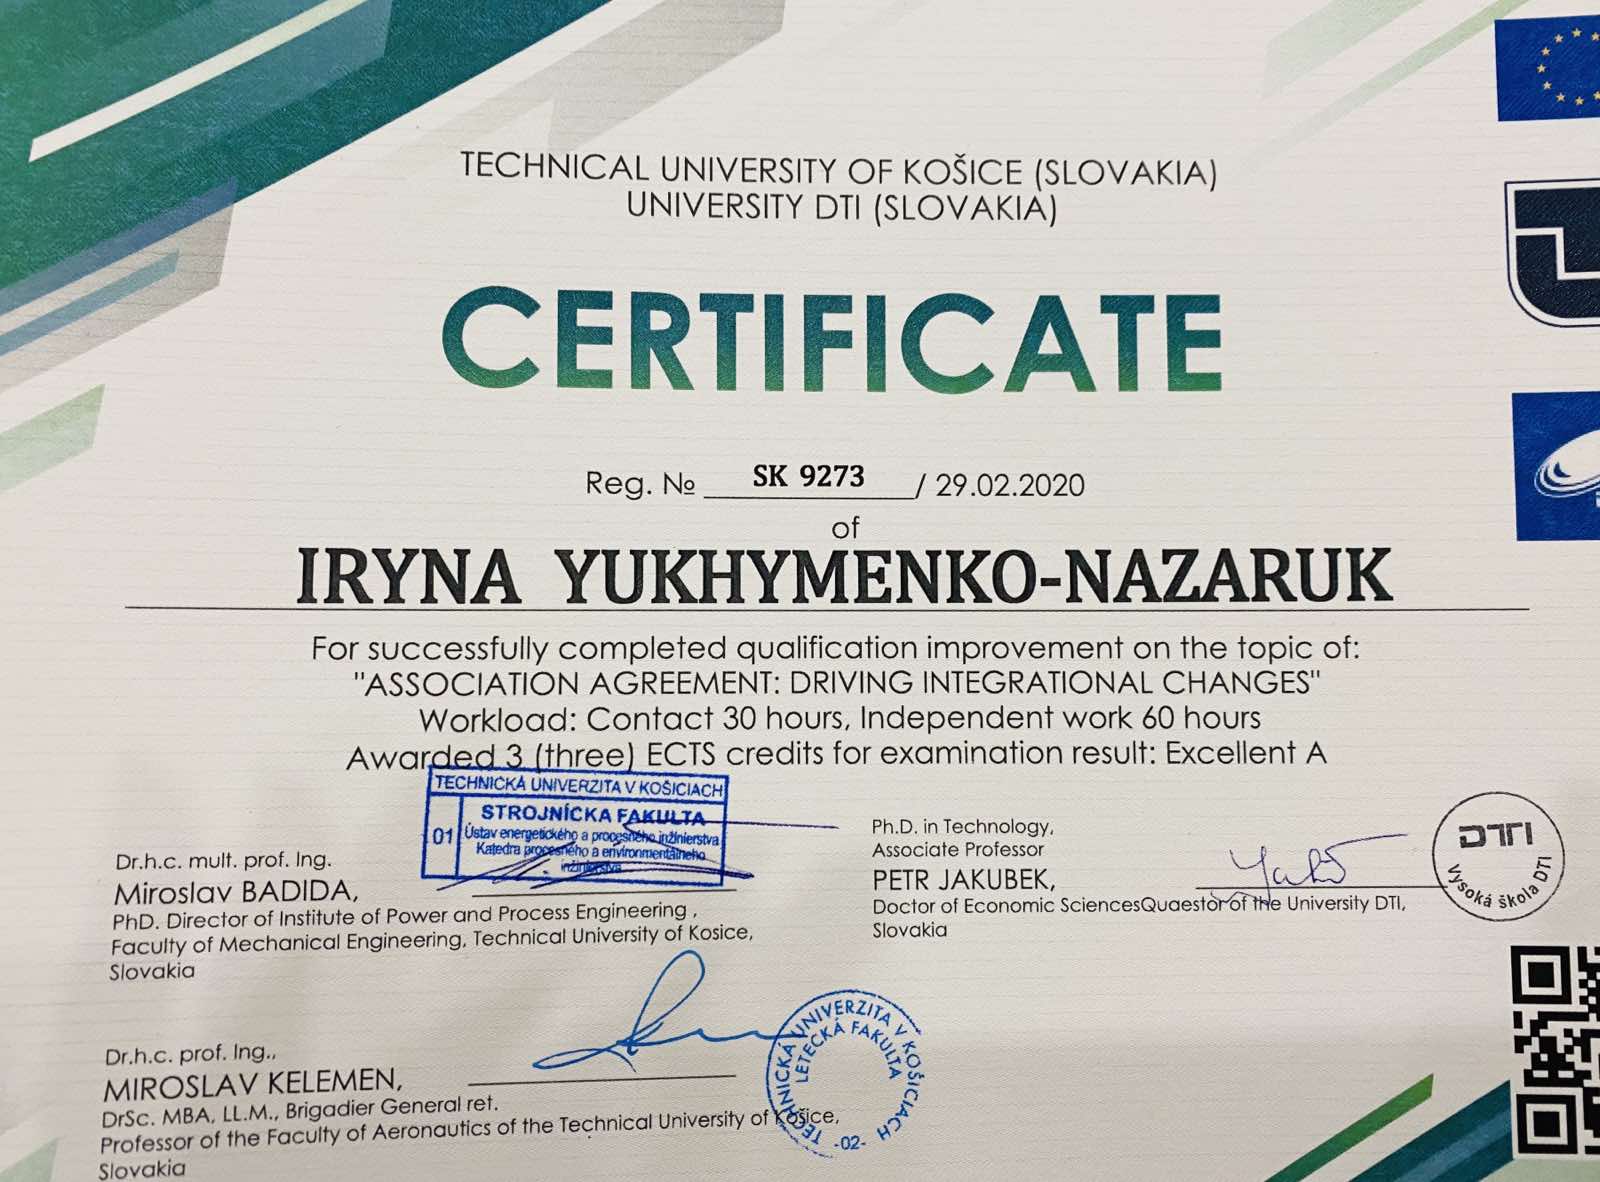 TECHNICAL UNIVERSITY OF KOŠICE (SLOVAKIA)
UNIVERSITY DTI (SLOVAKIA)
CERTIFICATE
Reg. № SK 9273 / 29.02.2020
of
IRYNA YUKHYMENKO-NAZARUK
For successfully completed qualification improvement on the topic of:
"ASSOCIATION AGREEMENT: DRIVING INTEGRATIONAL CHANGES"
Workload: Contact 30 hours, Independent work 60 hours
Awarded 3 (three) ECTS credits for examination result: Excellent A
TECHNICKÁ UNIVERZITA V KOŠICIACH
01
STROJNÍCKA FAKULTA
Ústav energetického a procesného inžinierstva
Katedra procesného a environmentálneho
inžinierstva
Dr.h.c. mult. prof. Ing.
Miroslav BADIDA,
PhD. Director of Institute of Power and Process Engineering ,
Faculty of Mechanical Engineering, Technical University of Kosice,
Slovakia
Ph.D. in Technology,
Associate Professor
PETR JAKUBEK,
Doctor of Economic SciencesQuaestor of the University DTI,
Slovakia
DTI
Vysoká škola DTI
Dr.h.c. prof. Ing.,
MIROSLAV KELEMEN,
DrSc. MBA, LL.M., Brigadier General ret.
Professor of the Faculty of Aeronautics of the Technical University of Košice,
Slovakia
TECHNICKÁ UNIVERZITA V KOŠICIACH
LETECKÁ FAKULTA
-02-